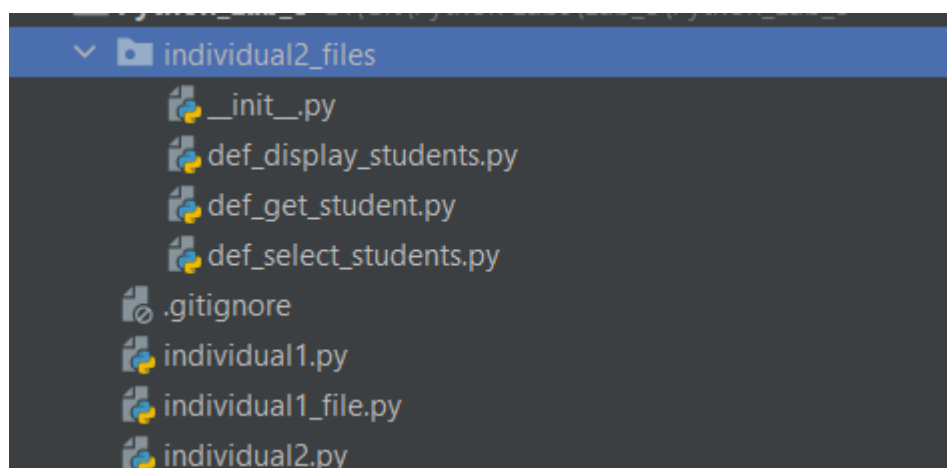 individual2_files
__init__.py
def_display_students.py
def_get_student.py
def_select_students.py
.gitignore
individual1.py
individual1_file.py
individual2.py